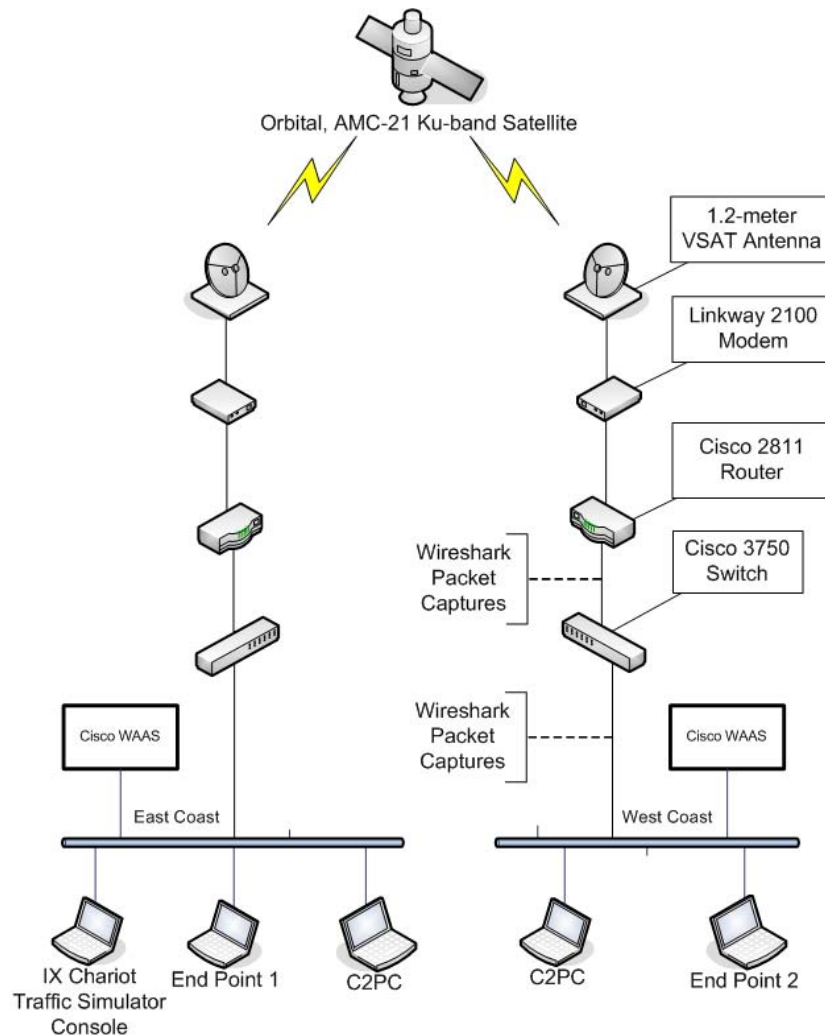 Orbital, AMC-21 Ku-band Satellite
1.2-meter
VSAT Antenna
Linkway 2100
Modem
Cisco 2811
Router
Wireshark
Packet
Captures
Cisco 3750
Switch
Wireshark
Packet
Captures
Cisco WAAS
Cisco WAAS
East Coast
West Coast
IX Chariot
Traffic Simulator
Console
End Point 1
C2PC
C2PC
End Point 2